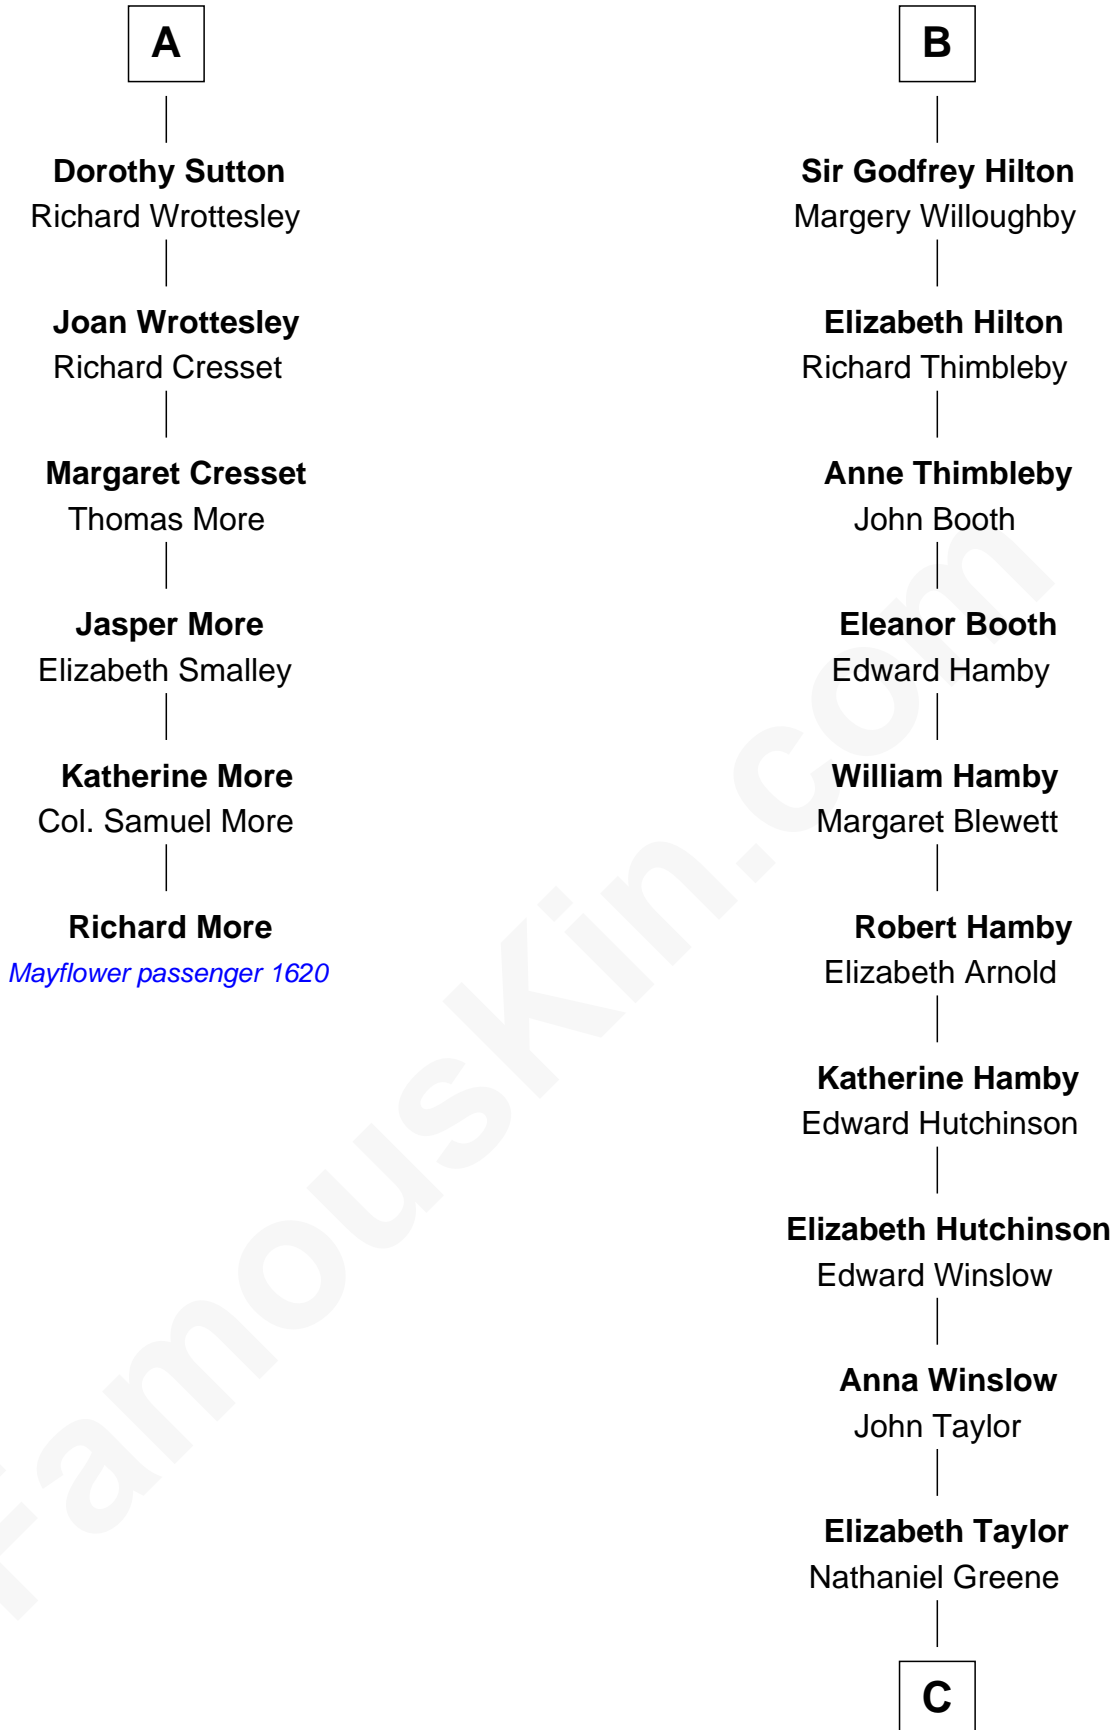 A
Dorothy Sutton
Richard Wrottesley
Joan Wrottesley
Richard Cresset
Margaret Cresset
Thomas More
Jasper More
Elizabeth Smalley
Katherine More
Col. Samuel More
Richard More
Mayflower passenger 1620
B
Sir Godfrey Hilton
Margery Willoughby
Elizabeth Hilton
Richard Thimbleby
Anne Thimbleby
John Booth
Eleanor Booth
Edward Hamby
William Hamby
Margaret Blewett
Robert Hamby
Elizabeth Arnold
Katherine Hamby
Edward Hutchinson
Elizabeth Hutchinson
Edward Winslow
Anna Winslow
John Taylor
Elizabeth Taylor
Nathaniel Greene
C
FamousKin.com